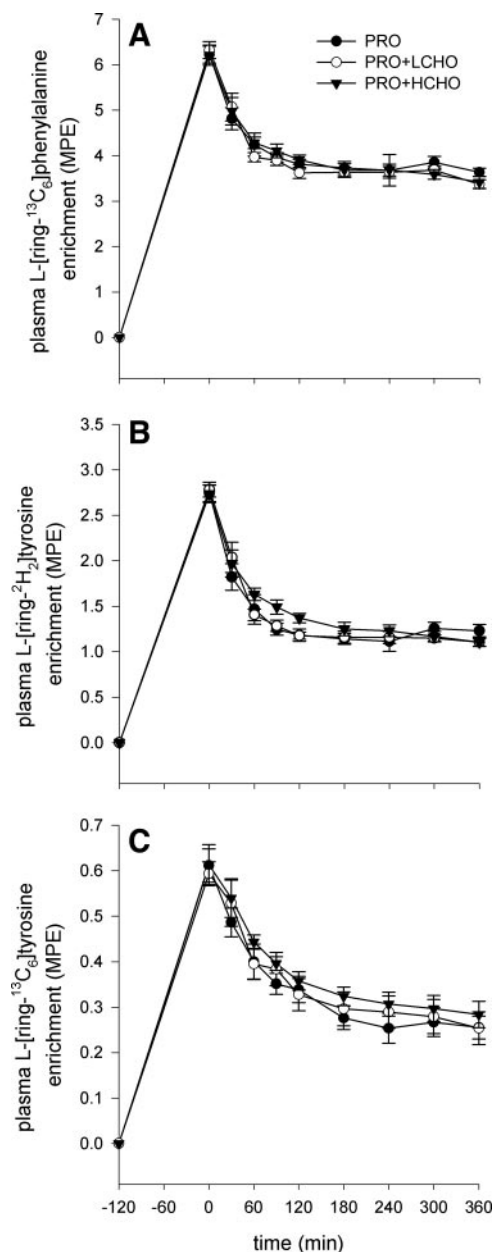 A
PRO
PRO+LCHO
PRO+HCHO
plasma L-[ring-¹³C₆]phenylalanine
enrichment (MPE)
7
6
5
4
3
2
1
0
B
plasma L-[ring-²H₂]tyrosine
enrichment (MPE)
3.5
3.0
2.5
2.0
1.5
1.0
0.5
0.0
C
plasma L-[ring-¹³C₆]tyrosine
enrichment (MPE)
0.7
0.6
0.5
0.4
0.3
0.2
0.1
0.0
-120 -60 0 60 120 180 240 300 360
time (min)